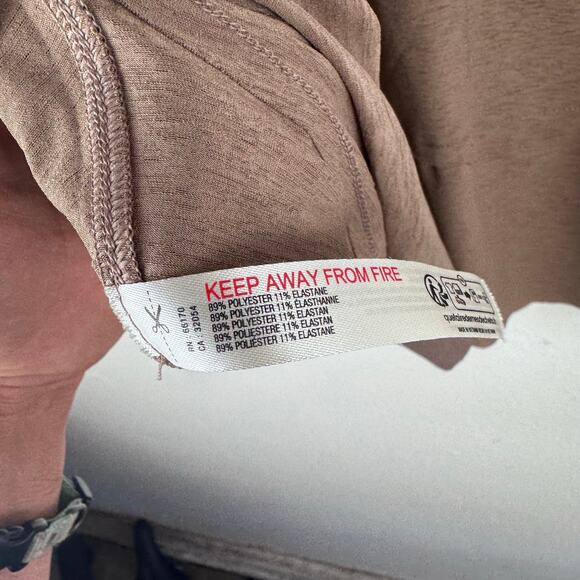 KEEP AWAY FROM FIRE
89% POLYESTER 11% ELASTANE
89% POLYESTER 11% ÉLASTHANNE
89% POLYESTER 11% ELASTAN
89% POLIESTERE 11% ELASTAN
89% POLIÉSTER 11% ELASTANE
RN : 66170
CA : 32054